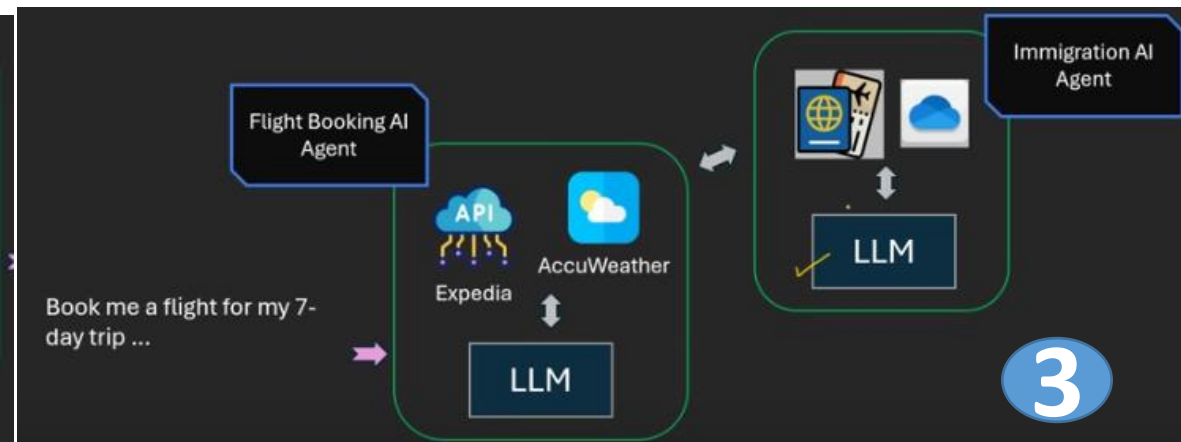 Immigration AI
Agent
Flight Booking AI
Agent
API
AccuWeather
Expedia
LLM
Book me a flight for my 7-
day trip ...
LLM
3